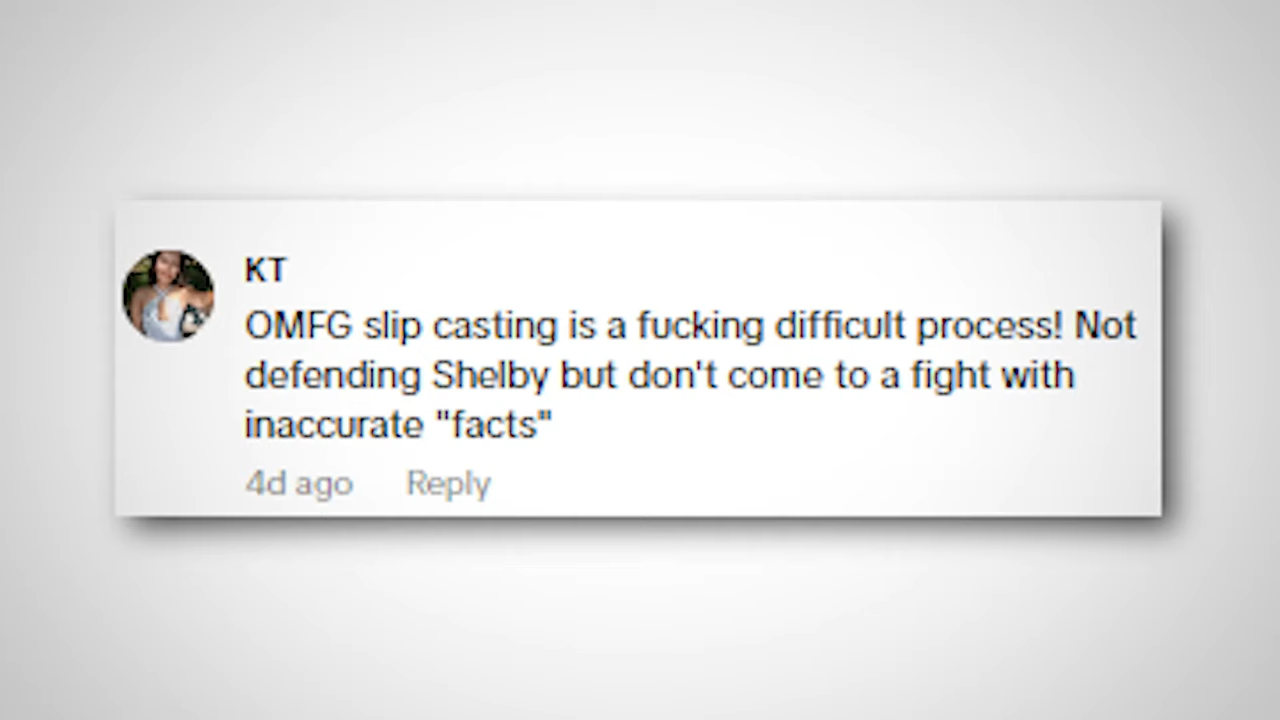 KT
OMFG slip casting is a fucking difficult process! Not
defending Shelby but don't come to a fight with
inaccurate "facts"
4d ago Reply